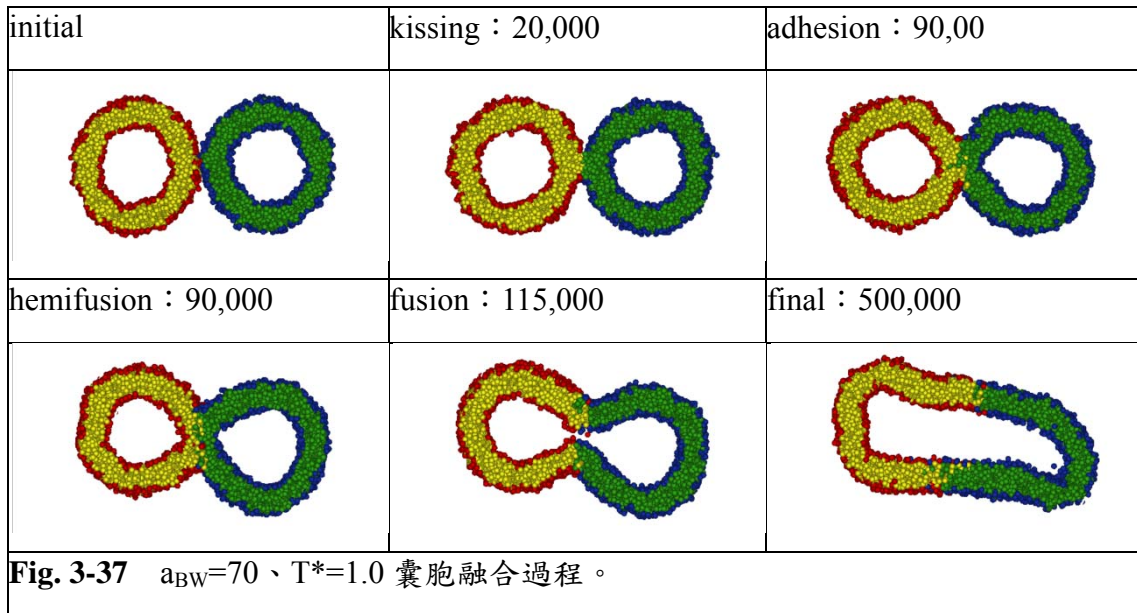 initial
kissing：20,000
adhesion：90,00
hemifusion：90,000
fusion：115,000
final：500,000
Fig. 3-37 aBW=70、T*=1.0 囊胞融合過程。